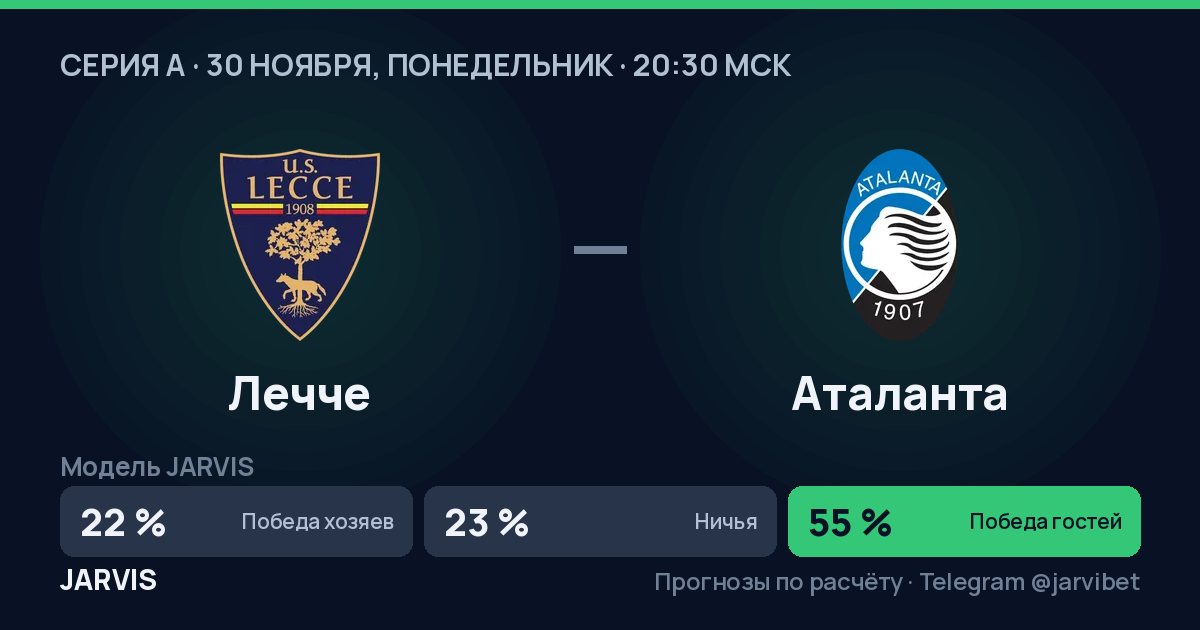 СЕРИЯ А · 30 НОЯБРЯ, ПОНЕДЕЛЬНИК · 20:30 МСК
U.S.
LECCE
1908
ATALANTA
1907
Лечче
—
Аталанта
Модель JARVIS
22 % Победа хозяев
23 % Ничья
55 % Победа гостей
JARVIS
Прогнозы по расчёту · Telegram @jarvibet